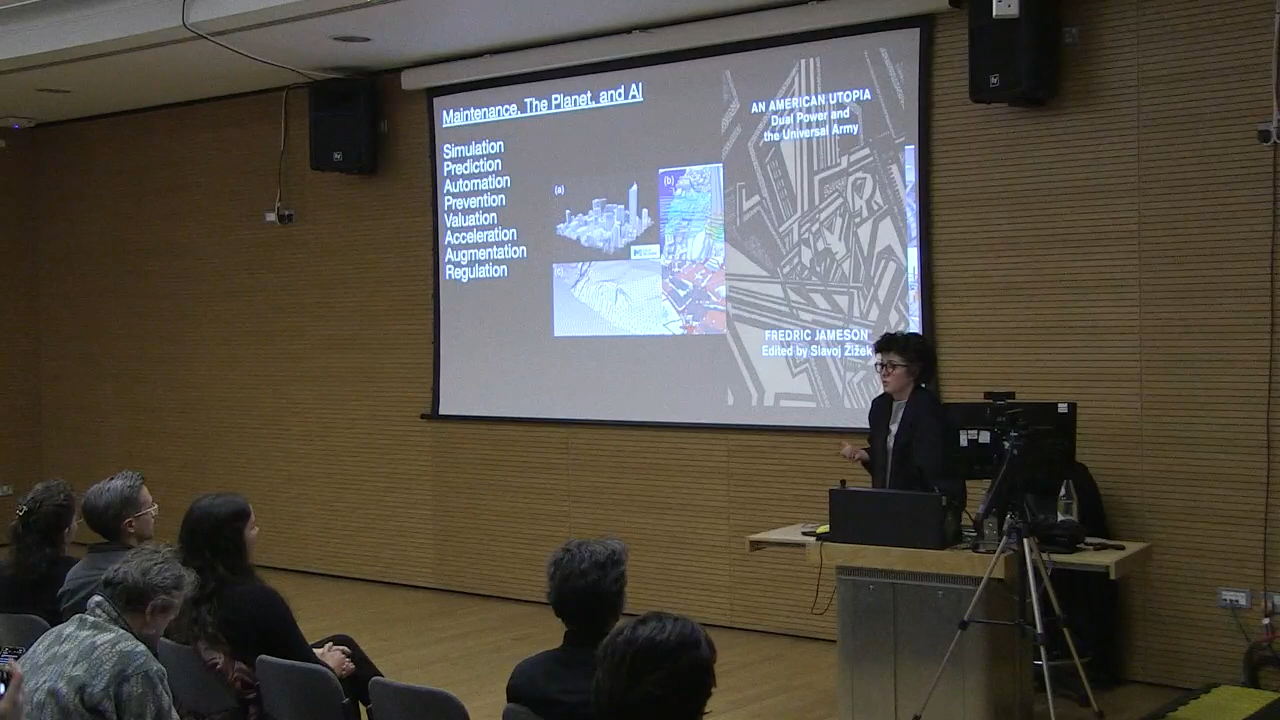 Maintenance, The Planet, and AI
Simulation
Prediction
Automation
Prevention
Valuation
Acceleration
Augmentation
Regulation
(a)
(b)
(c)
AN AMERICAN UTOPIA
Dual Power and
the Universal Army
FREDRIC JAMESON
Edited by Slavoj Žižek